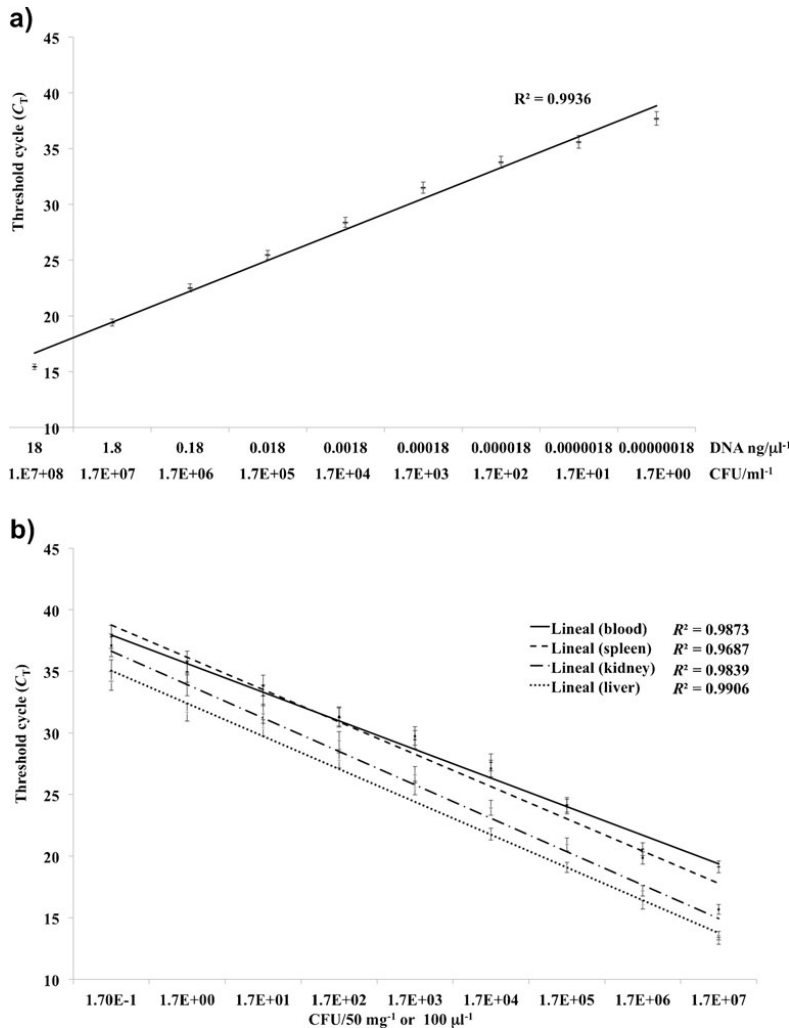 a)
45
40
35
30
25
20
15
10
Threshold cycle (CT)
R² = 0.9936
18 1.8 0.18 0.018 0.0018 0.00018 0.000018 0.0000018 0.00000018 DNA ng/µl⁻¹
1.E7+08 1.7E+07 1.7E+06 1.7E+05 1.7E+04 1.7E+03 1.7E+02 1.7E+01 1.7E+00 CFU/ml⁻¹
b)
45
40
35
30
25
20
15
10
Threshold cycle (CT)
Lineal (blood) R² = 0.9873
Lineal (spleen) R² = 0.9687
Lineal (kidney) R² = 0.9839
Lineal (liver) R² = 0.9906
1.70E-1 1.7E+00 1.7E+01 1.7E+02 1.7E+03 1.7E+04 1.7E+05 1.7E+06 1.7E+07
CFU/50 mg⁻¹ or 100 µl⁻¹